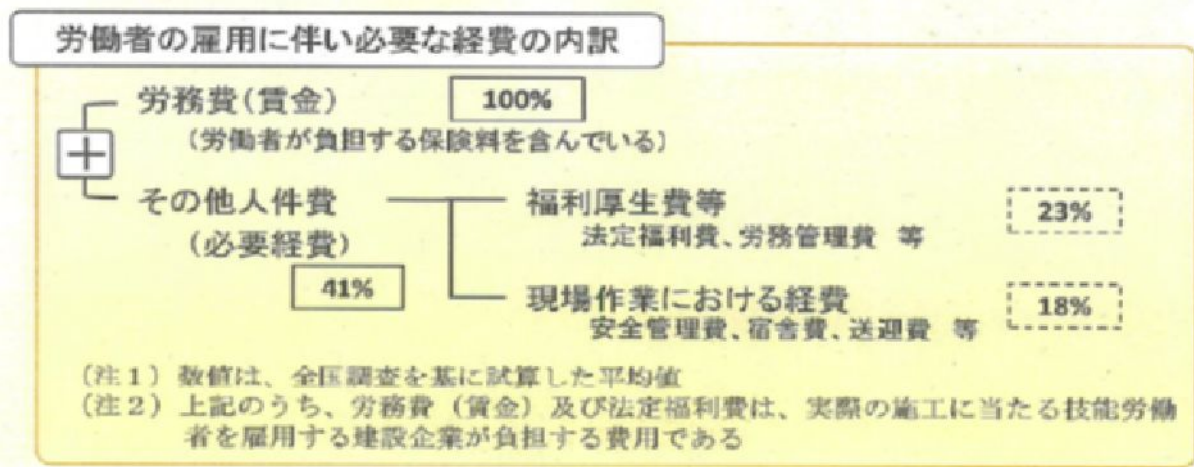 労働者の雇用に伴い必要な経費の内訳
労務費(賃金) 100%
(労働者が負担する保険料を含んでいる)
+
その他人件費
(必要経費)
41%
福利厚生費等 23%
法定福利費、労務管理費 等
現場作業における経費 18%
安全管理費、宿舎費、送迎費 等
(注1) 数値は、全国調査を基に試算した平均値
(注2) 上記のうち、労務費(賃金)及び法定福利費は、実際の施工に当たる技能労働
者を雇用する建設企業が負担する費用である